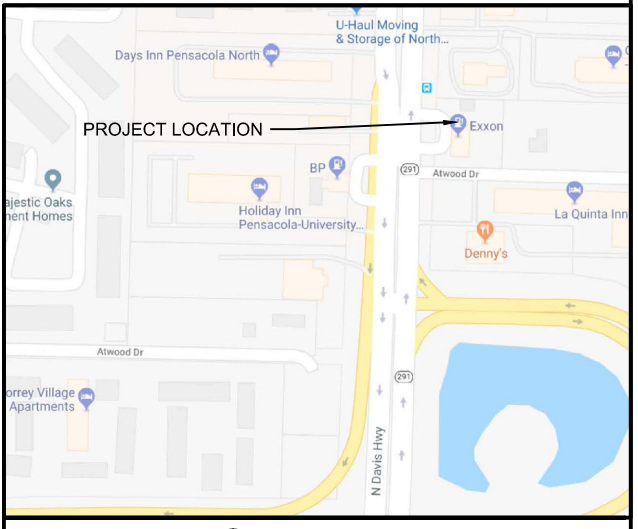 U-Haul Moving
& Storage of North...
Days Inn Pensacola North
PROJECT LOCATION
Exxon
BP
291
Atwood Dr
ajestic Oaks
nent Homes
Holiday Inn
Pensacola-University...
La Quinta Inn
Denny's
Atwood Dr
291
orrey Village
Apartments
N Davis Hwy